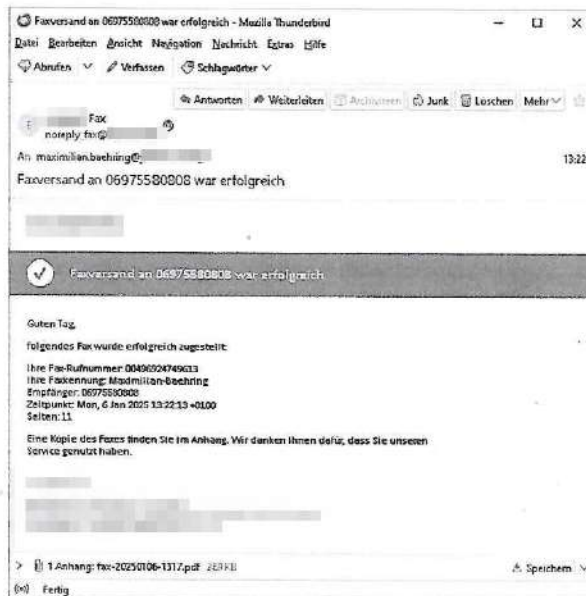 Faxversand an 06975580808 war erfolgreich - Mozilla Thunderbird
Datei Bearbeiten Ansicht Navigation Nachricht Extras Hilfe
Abrufen Verfassen Schlagwörter
Antworten Weiterleiten Archivieren Junk Löschen Mehr
Fax
noreply.fax@
An maximilian.baehring@
13:22
Faxversand an 06975580808 war erfolgreich
Faxversand an 06975580808 war erfolgreich
Guten Tag,
folgendes Fax wurde erfolgreich zugestellt:
Ihre Fax-Rufnummer: 00496924749613
Ihre Faxkennung: Maximilian-Baehring
Empfänger: 06975580808
Zeitpunkt: Mon, 6 Jan 2025 13:22:13 +0100
Seiten: 11
Eine Kopie des Faxes finden Sie im Anhang. Wir danken Ihnen dafür, dass Sie unseren
Service genutzt haben.
1 Anhang: fax-20250106-1317.pdf Speichern
Fertig